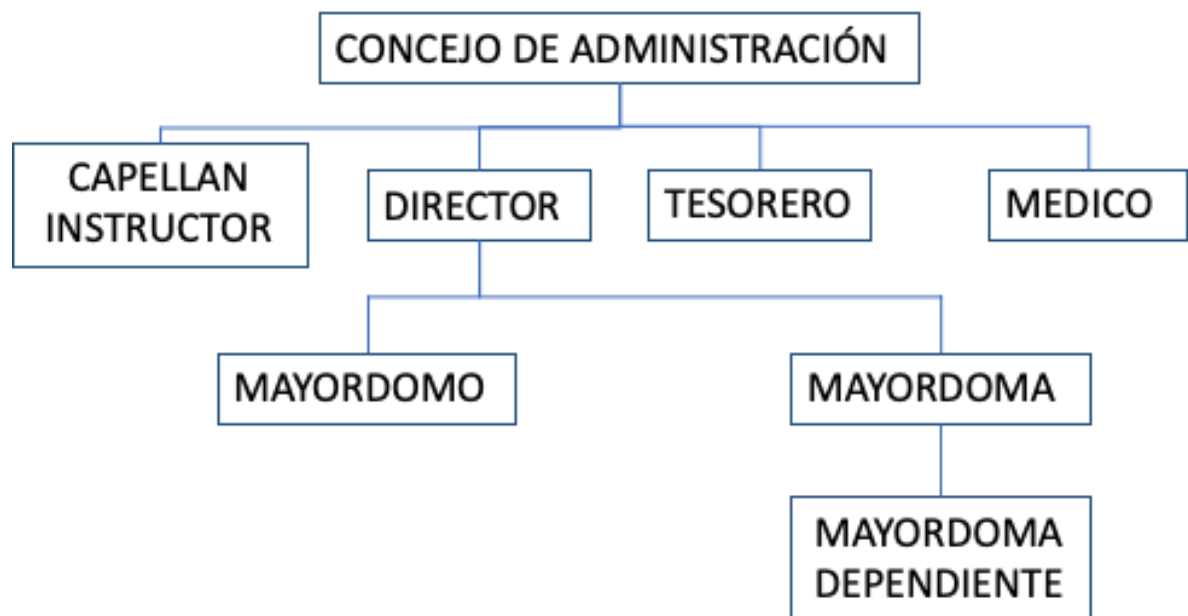 CONCEJO DE ADMINISTRACIÓN
CAPELLAN
INSTRUCTOR
DIRECTOR
TESORERO
MEDICO
MAYORDOMO
MAYORDOMA
MAYORDOMA
DEPENDIENTE